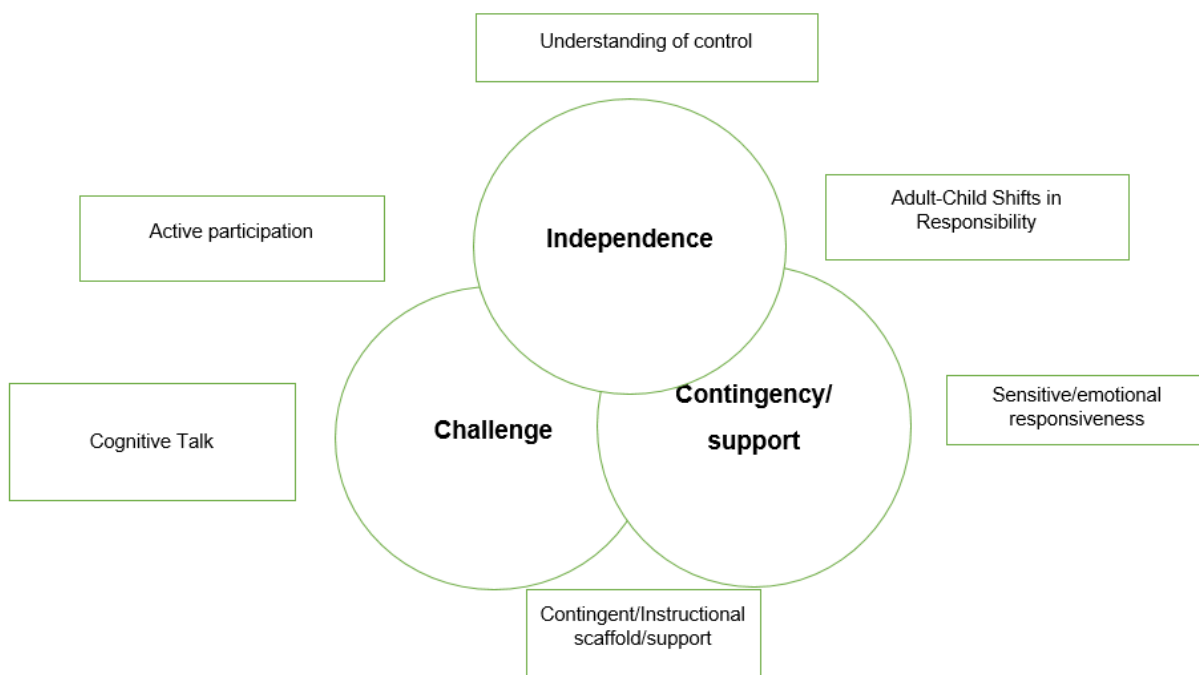 Understanding of control
Adult-Child Shifts in
Responsibility
Active participation
Independence
Sensitive/emotional
responsiveness
Contingency/
support
Challenge
Cognitive Talk
Contingent/Instructional
scaffold/support